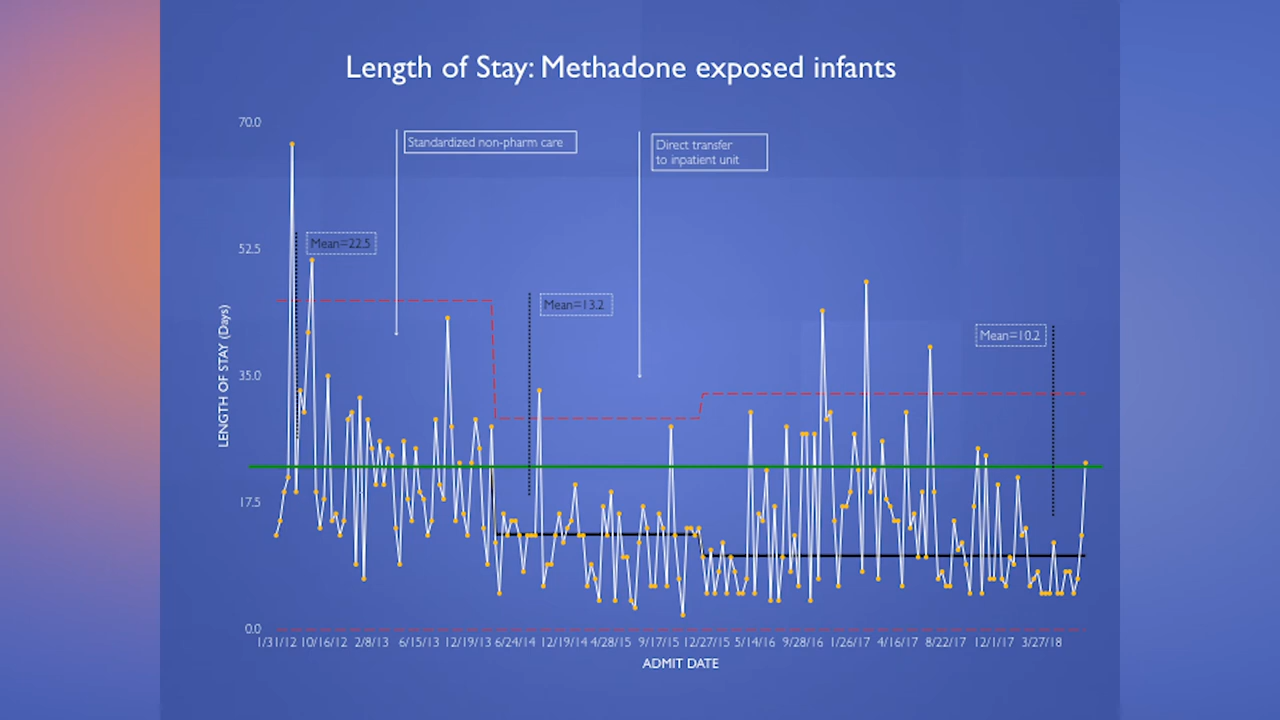 Length of Stay: Methadone exposed infants
70.0
Standardized non-pharm care
Direct transfer
to inpatient unit
52.5
Mean=22.5
Mean=13.2
Mean=10.2
35.0
LENGTH OF STAY (Days)
17.5
0.0
1/31/12 10/16/12 2/8/13 6/15/13 12/19/13 6/24/14 12/19/14 4/28/15 9/17/15 12/27/15 5/14/16 9/28/16 1/26/17 4/16/17 8/22/17 12/1/17 3/27/18
ADMIT DATE